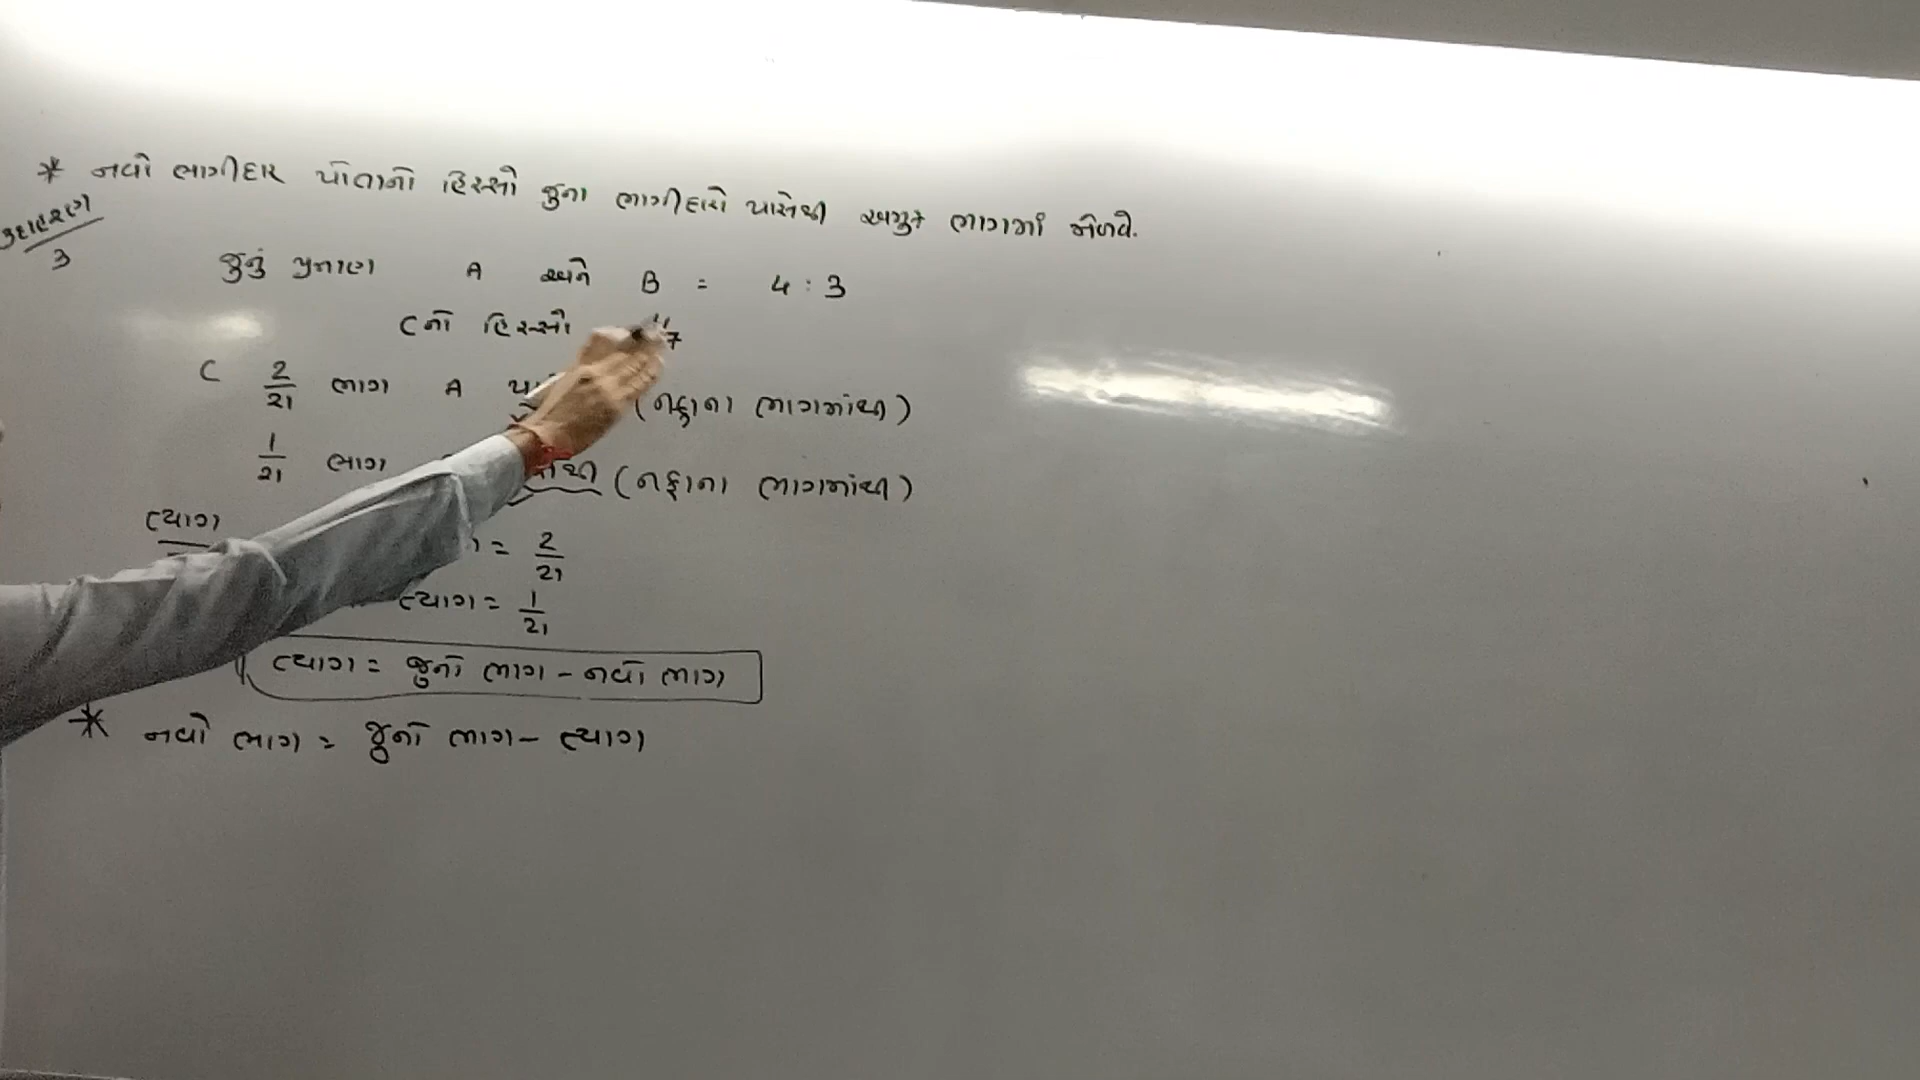 * નવો ભાગીદાર પોતાનો હિસ્સો જુના ભાગીદારો પાસેથી અમુક ભાગમાં મેળવે.
ઉદાહરણ
3
જુનું પ્રમાણ A અને B = 4 : 3
C નો હિસ્સો
C 2/21 ભાગ A (નફાના ભાગમાંથી)
1/21 ભાગ (નફાના ભાગમાંથી)
ત્યાગ
= 2/21
ત્યાગ = 1/21
ત્યાગ = જુનો ભાગ - નવો ભાગ
* નવો ભાગ = જુનો ભાગ - ત્યાગ